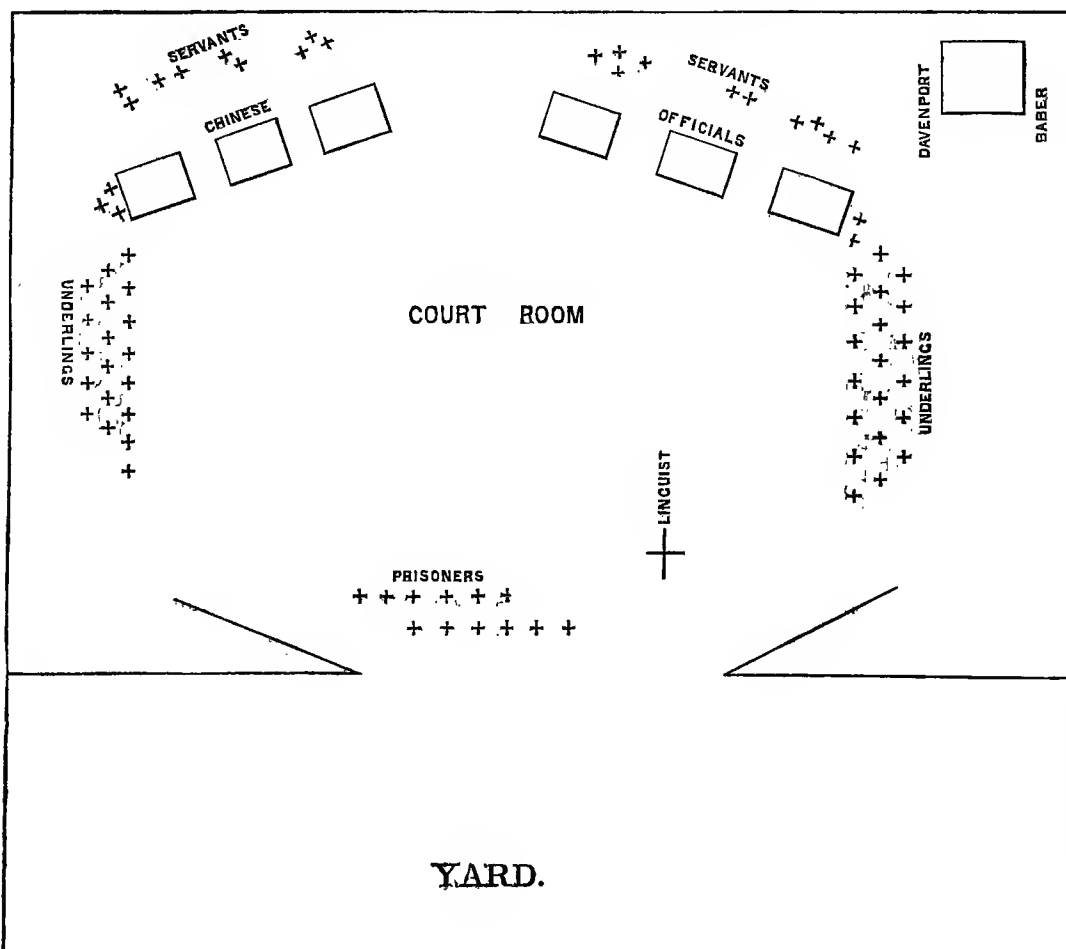 SERVANTS
SERVANTS
CHINESE
OFFICIALS
DAVENPORT
BABER
UNDERLINGS
COURT ROOM
UNDERLINGS
LINGUIST
PRISONERS
YARD.